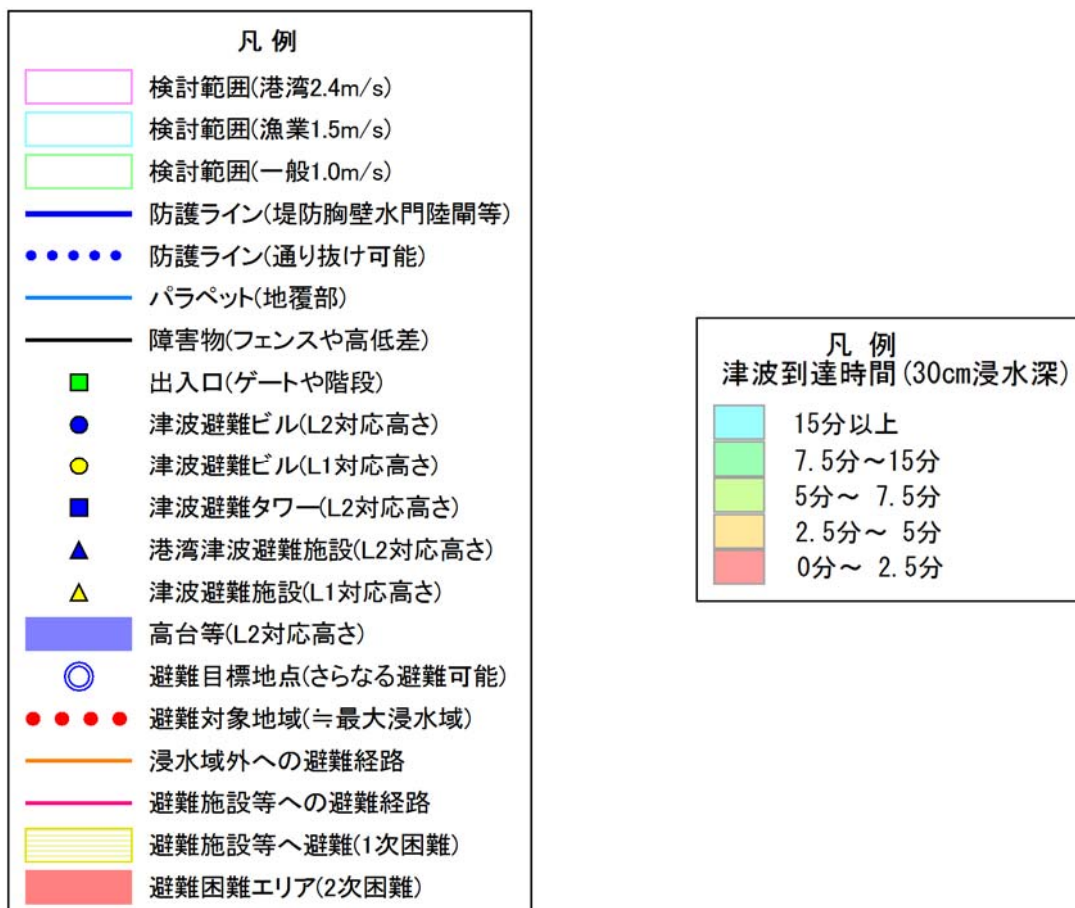 凡 例
検討範囲(港湾2.4m/s)
検討範囲(漁業1.5m/s)
検討範囲(一般1.0m/s)
防護ライン(堤防胸壁水門陸閘等)
防護ライン(通り抜け可能)
パラペット(地覆部)
障害物(フェンスや高低差)
出入口(ゲートや階段)
津波避難ビル(L2対応高さ)
津波避難ビル(L1対応高さ)
津波避難タワー(L2対応高さ)
港湾津波避難施設(L2対応高さ)
津波避難施設(L1対応高さ)
高台等(L2対応高さ)
避難目標地点(さらなる避難可能)
避難対象地域(≒最大浸水域)
浸水域外への避難経路
避難施設等への避難経路
避難施設等へ避難(1次困難)
避難困難エリア(2次困難)
凡 例
津波到達時間(30cm浸水深)
15分以上
7.5分～15分
5分～ 7.5分
2.5分～ 5分
0分～ 2.5分